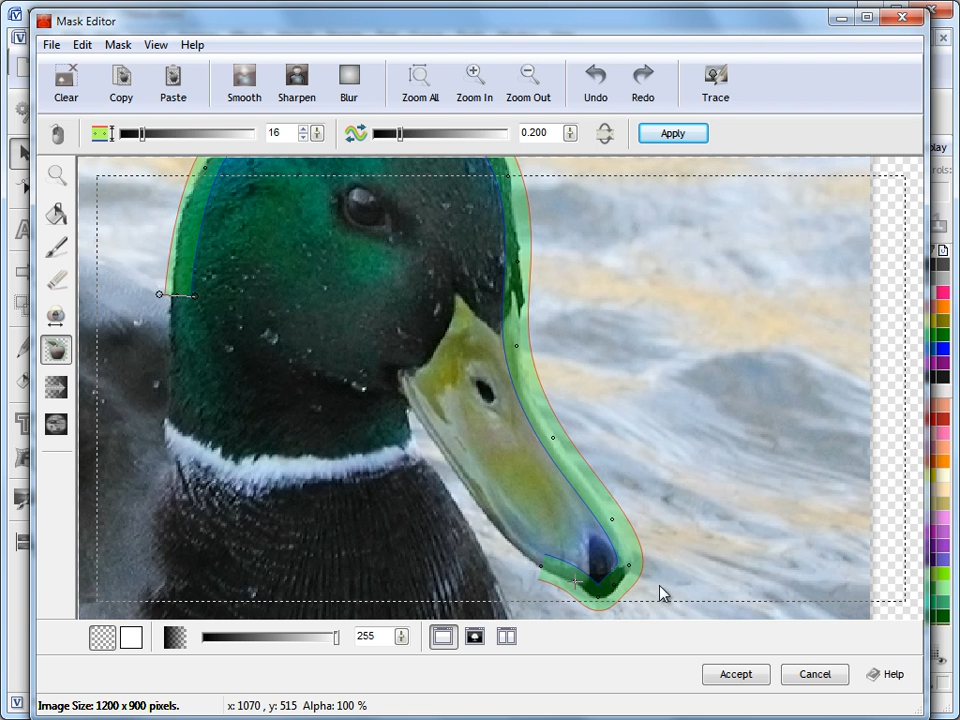 Mask Editor
File Edit Mask View Help
Clear Copy Paste Smooth Sharpen Blur Zoom All Zoom In Zoom Out Undo Redo Trace
16 0.200 Apply
play
rols:
255
Accept Cancel Help
Image Size: 1200 x 900 pixels. x: 1070 , y: 515 Alpha: 100 %